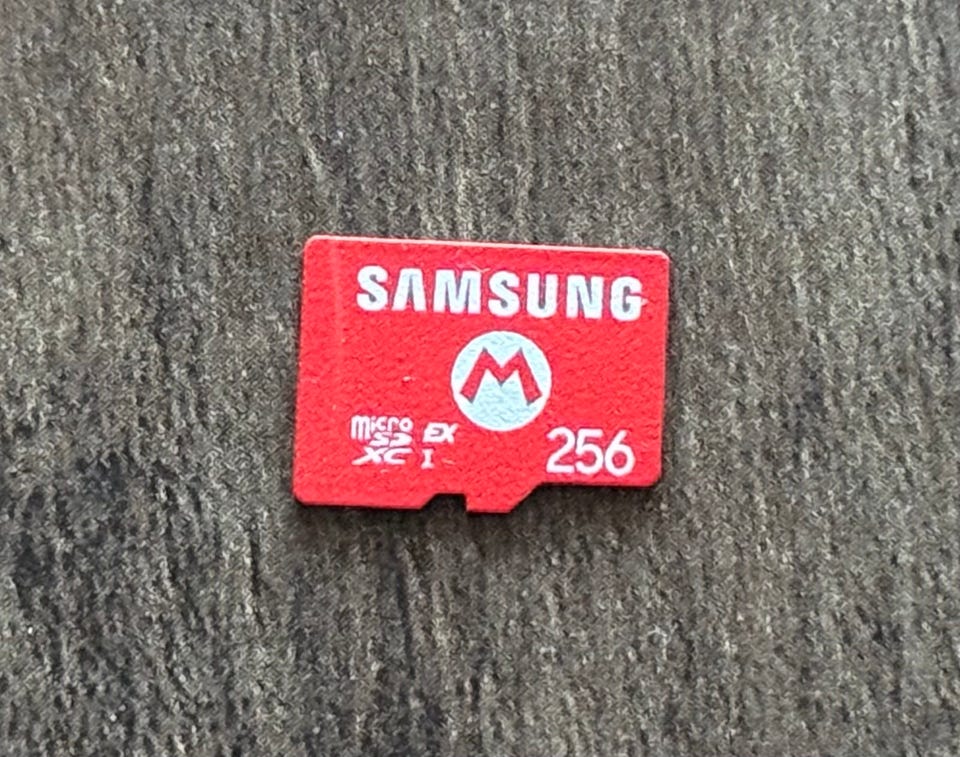 SAMSUNG
M
micro EX
SD
XC I
256